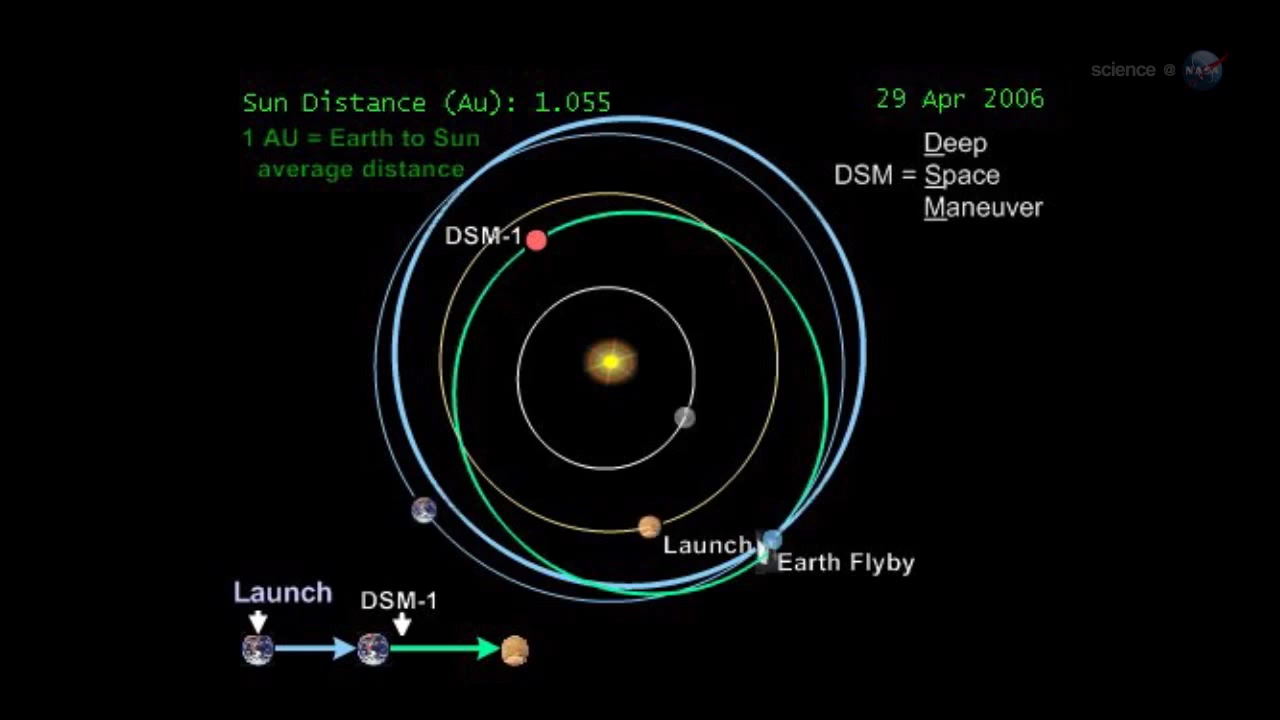 science @ NASA
Sun Distance (Au): 1.055
29 Apr 2006
1 AU = Earth to Sun
average distance
Deep
DSM = Space
Maneuver
DSM-1
Launch
Earth Flyby
Launch
DSM-1